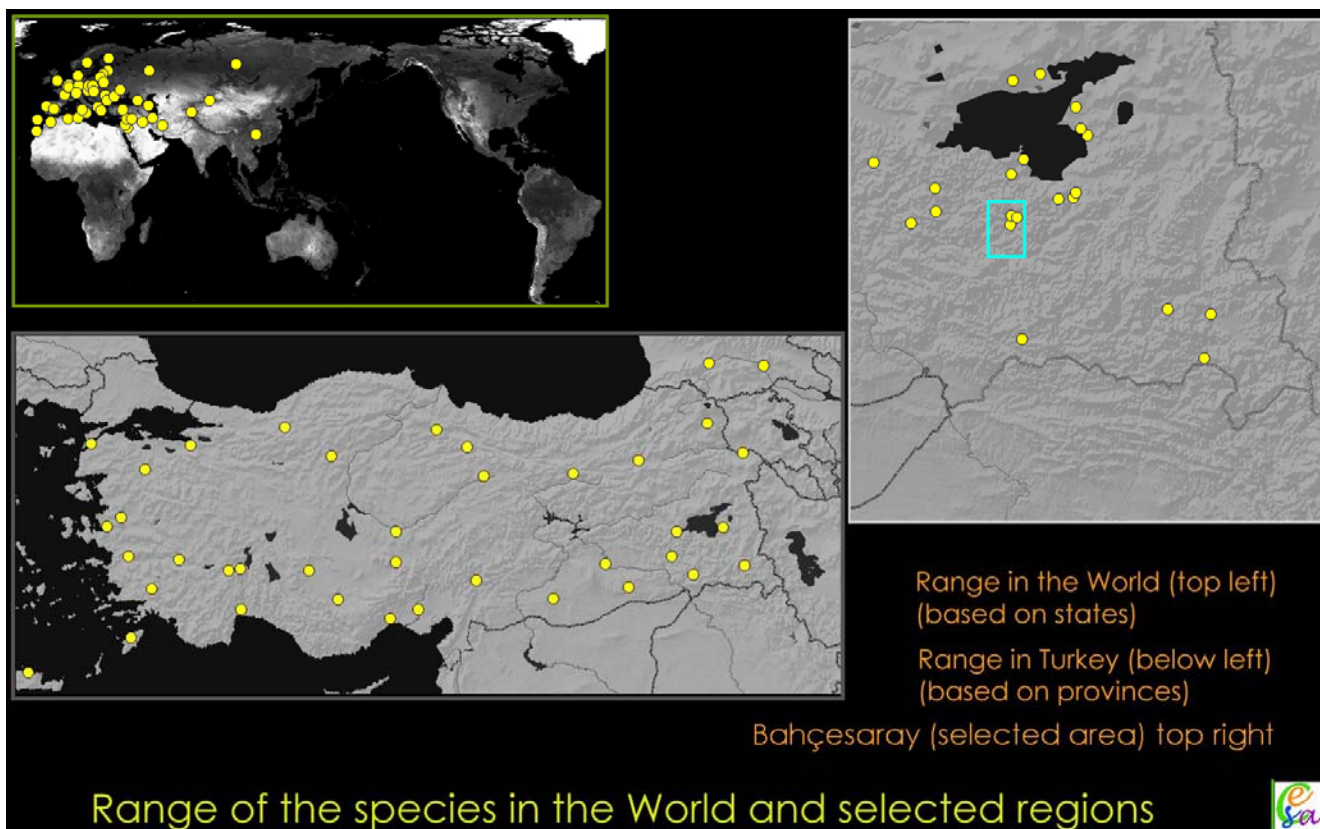 Range in the World (top left)
(based on states)
Range in Turkey (below left)
(based on provinces)
Bahçesaray (selected area) top right
Range of the species in the World and selected regions
esa